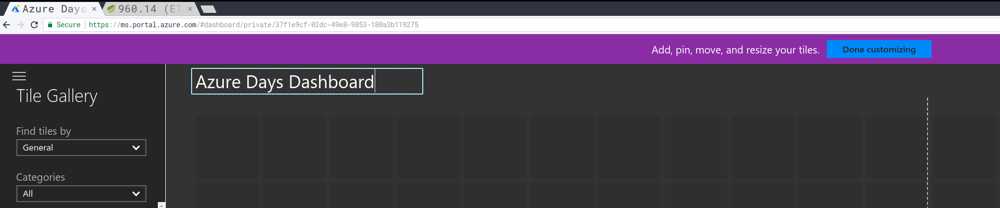 Azure Days
960.14 (ET
Secure
https://ms.portal.azure.com/#dashboard/private/37f1e9cf-02dc-49e8-9853-180a3b119275
Add, pin, move, and resize your tiles.
Done customizing
Azure Days Dashboard
Tile Gallery
Find tiles by
General
Categories
All